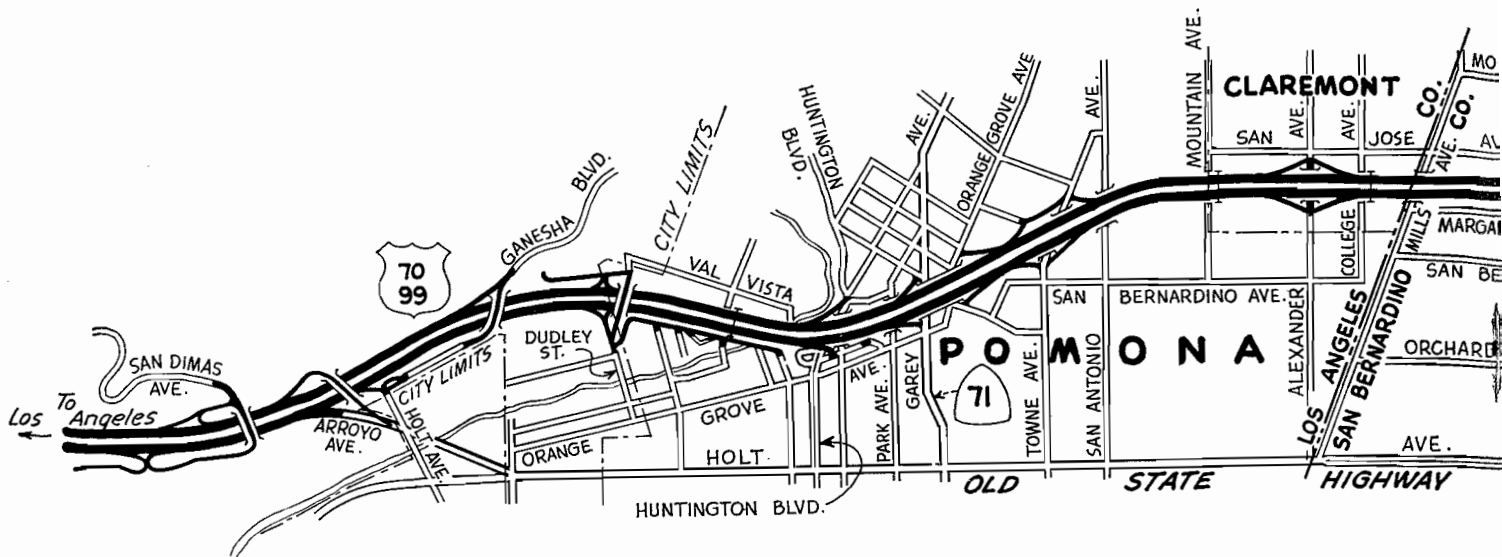 To
Los Angeles
SAN DIMAS
AVE.
ARROYO
AVE.
70
99
GANESHA BLVD.
CITY LIMITS
HOLT AVE.
DUDLEY
ST.
CITY LIMITS
VAL VISTA
HUNTINGTON
BLVD.
ORANGE GROVE AVE.
HOLT
HUNTINGTON BLVD.
PARK AVE.
GAREY AVE.
71
ORANGE GROVE AVE
TOWNE AVE.
SAN ANTONIO AVE.
POMONA
SAN BERNARDINO AVE.
MOUNTAIN AVE.
CLAREMONT
SAN JOSE AV
ALEXANDER AVE.
COLLEGE AVE.
LOS ANGELES CO.
SAN BERNARDINO CO.
MILLS AVE.
MO
MARGA
SAN BE
ORCHARD
AVE.
OLD STATE HIGHWAY